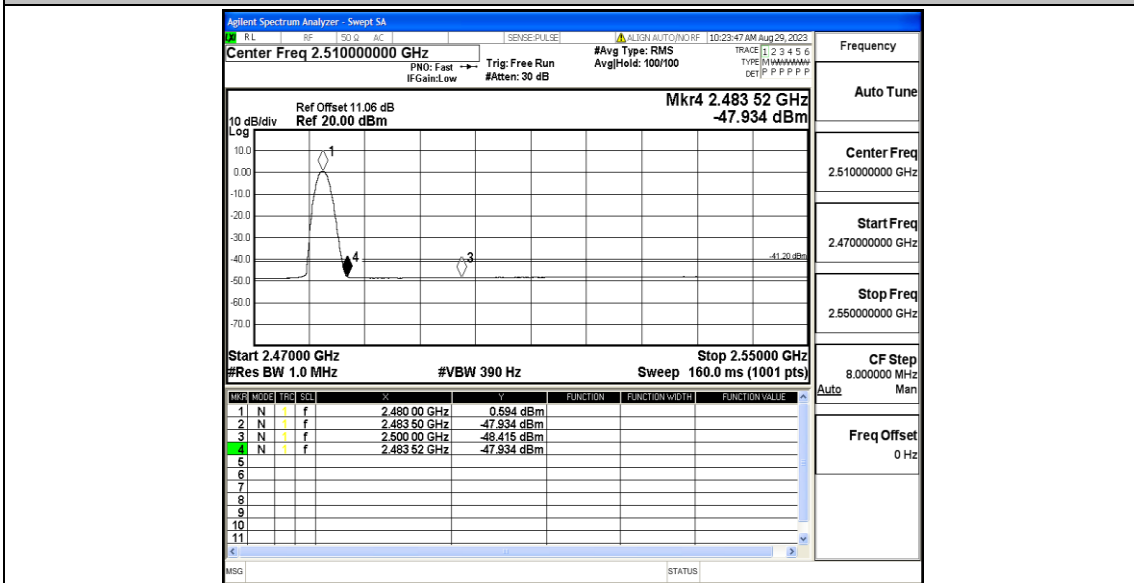 Agilent Spectrum Analyzer - Swept SA
LXI RL RF 50 Ω AC SENSE:PULSE ALIGN AUTO/NO RF 10:23:47 AM Aug 29, 2023
Center Freq 2.510000000 GHz
PNO: Fast
IFGain:Low
Trig: Free Run
#Atten: 30 dB
#Avg Type: RMS
Avg|Hold: 100/100
TRACE 1 2 3 4 5 6
TYPE M WWWWW
DET P P P P P P
Ref Offset 11.06 dB
10 dB/div Ref 20.00 dBm
Log
Mkr4 2.483 52 GHz
-47.934 dBm
10.0
0.00
-10.0
-20.0
-30.0
-40.0
-50.0
-60.0
-70.0
1
4
3
-41.20 dBm
Start 2.47000 GHz Stop 2.55000 GHz
#Res BW 1.0 MHz #VBW 390 Hz Sweep 160.0 ms (1001 pts)
MKR MODE TRC SCL X Y FUNCTION FUNCTION WIDTH FUNCTION VALUE
1 N 1 f 2.480 00 GHz 0.594 dBm
2 N 1 f 2.483 50 GHz -47.934 dBm
3 N 1 f 2.500 00 GHz -48.415 dBm
4 N 1 f 2.483 52 GHz -47.934 dBm
5
6
7
8
9
10
11
MSG STATUS
Frequency
Auto Tune
Center Freq
2.510000000 GHz
Start Freq
2.470000000 GHz
Stop Freq
2.550000000 GHz
CF Step
8.000000 MHz
Auto Man
Freq Offset
0 Hz